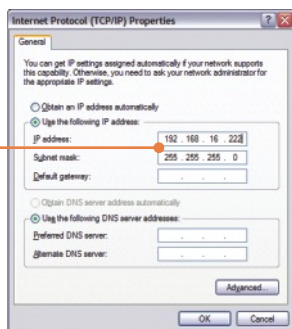 Internet Protocol (TCP/IP) Properties
General
You can get IP settings assigned automatically if your network supports
this capability. Otherwise, you need to ask your network administrator for
the appropriate IP settings.
Obtain an IP address automatically
Use the following IP address:
IP address: 192 . 168 . 16 . 222
Subnet mask: 255 . 255 . 255 . 0
Default gateway: . . .
Obtain DNS server address automatically
Use the following DNS server addresses:
Preferred DNS server: . . .
Alternate DNS server: . . .
Advanced...
OK Cancel